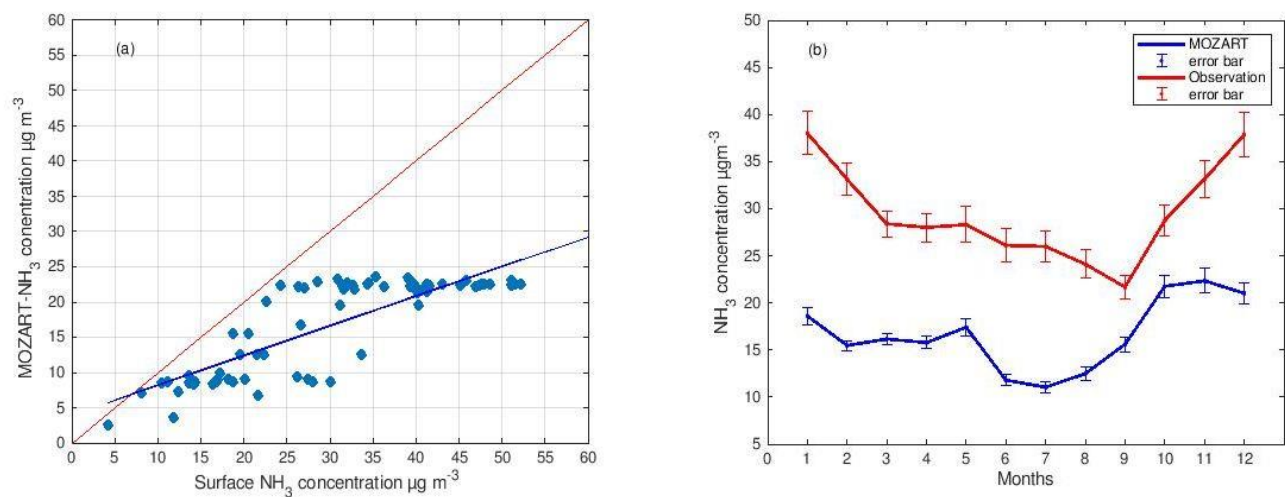 (a)
60
55
50
45
40
35
30
25
20
15
10
5
0
MOZART-NH3 concentration µg m-3
0 5 10 15 20 25 30 35 40 45 50 55 60
Surface NH3 concentration µg m-3
(b)
MOZART
error bar
Observation
error bar
50
45
40
35
30
25
20
15
10
5
NH3 concentration µgm-3
0 1 2 3 4 5 6 7 8 9 10 11 12
Months